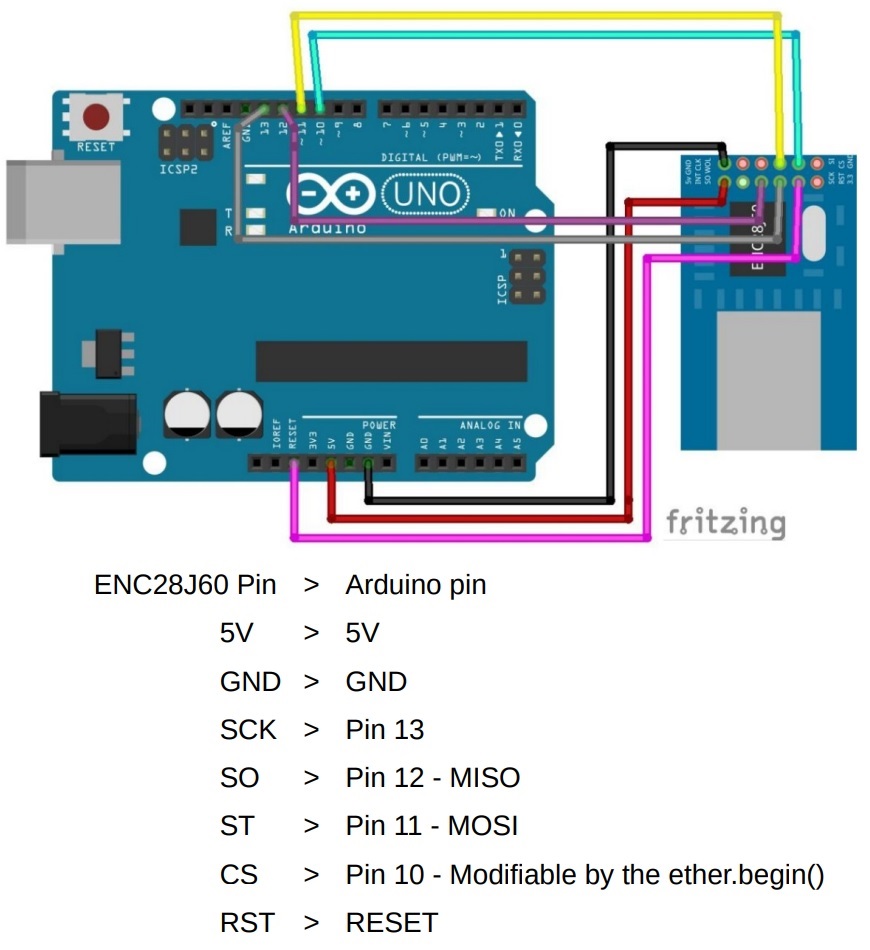 RESET
ICSP2
AREF
GND
13
12
~11
~10
~9
8
7
~6
~5
4
~3
2
TXD▶1
RXD◀0
DIGITAL (PWM=~)
UNO
T
R
ON
Arduino
1
ICSP
5v GND
INT CLK
SO WOL
SCK SI
RST CS
3.3 GND
ENC28J60
IOREF
RESET
3V3
5V
GND
GND
VIN
POWER
ANALOG IN
A0
A1
A2
A3
A4
A5
fritzing
ENC28J60 Pin > Arduino pin
5V > 5V
GND > GND
SCK > Pin 13
SO > Pin 12 - MISO
ST > Pin 11 - MOSI
CS > Pin 10 - Modifiable by the ether.begin()
RST > RESET